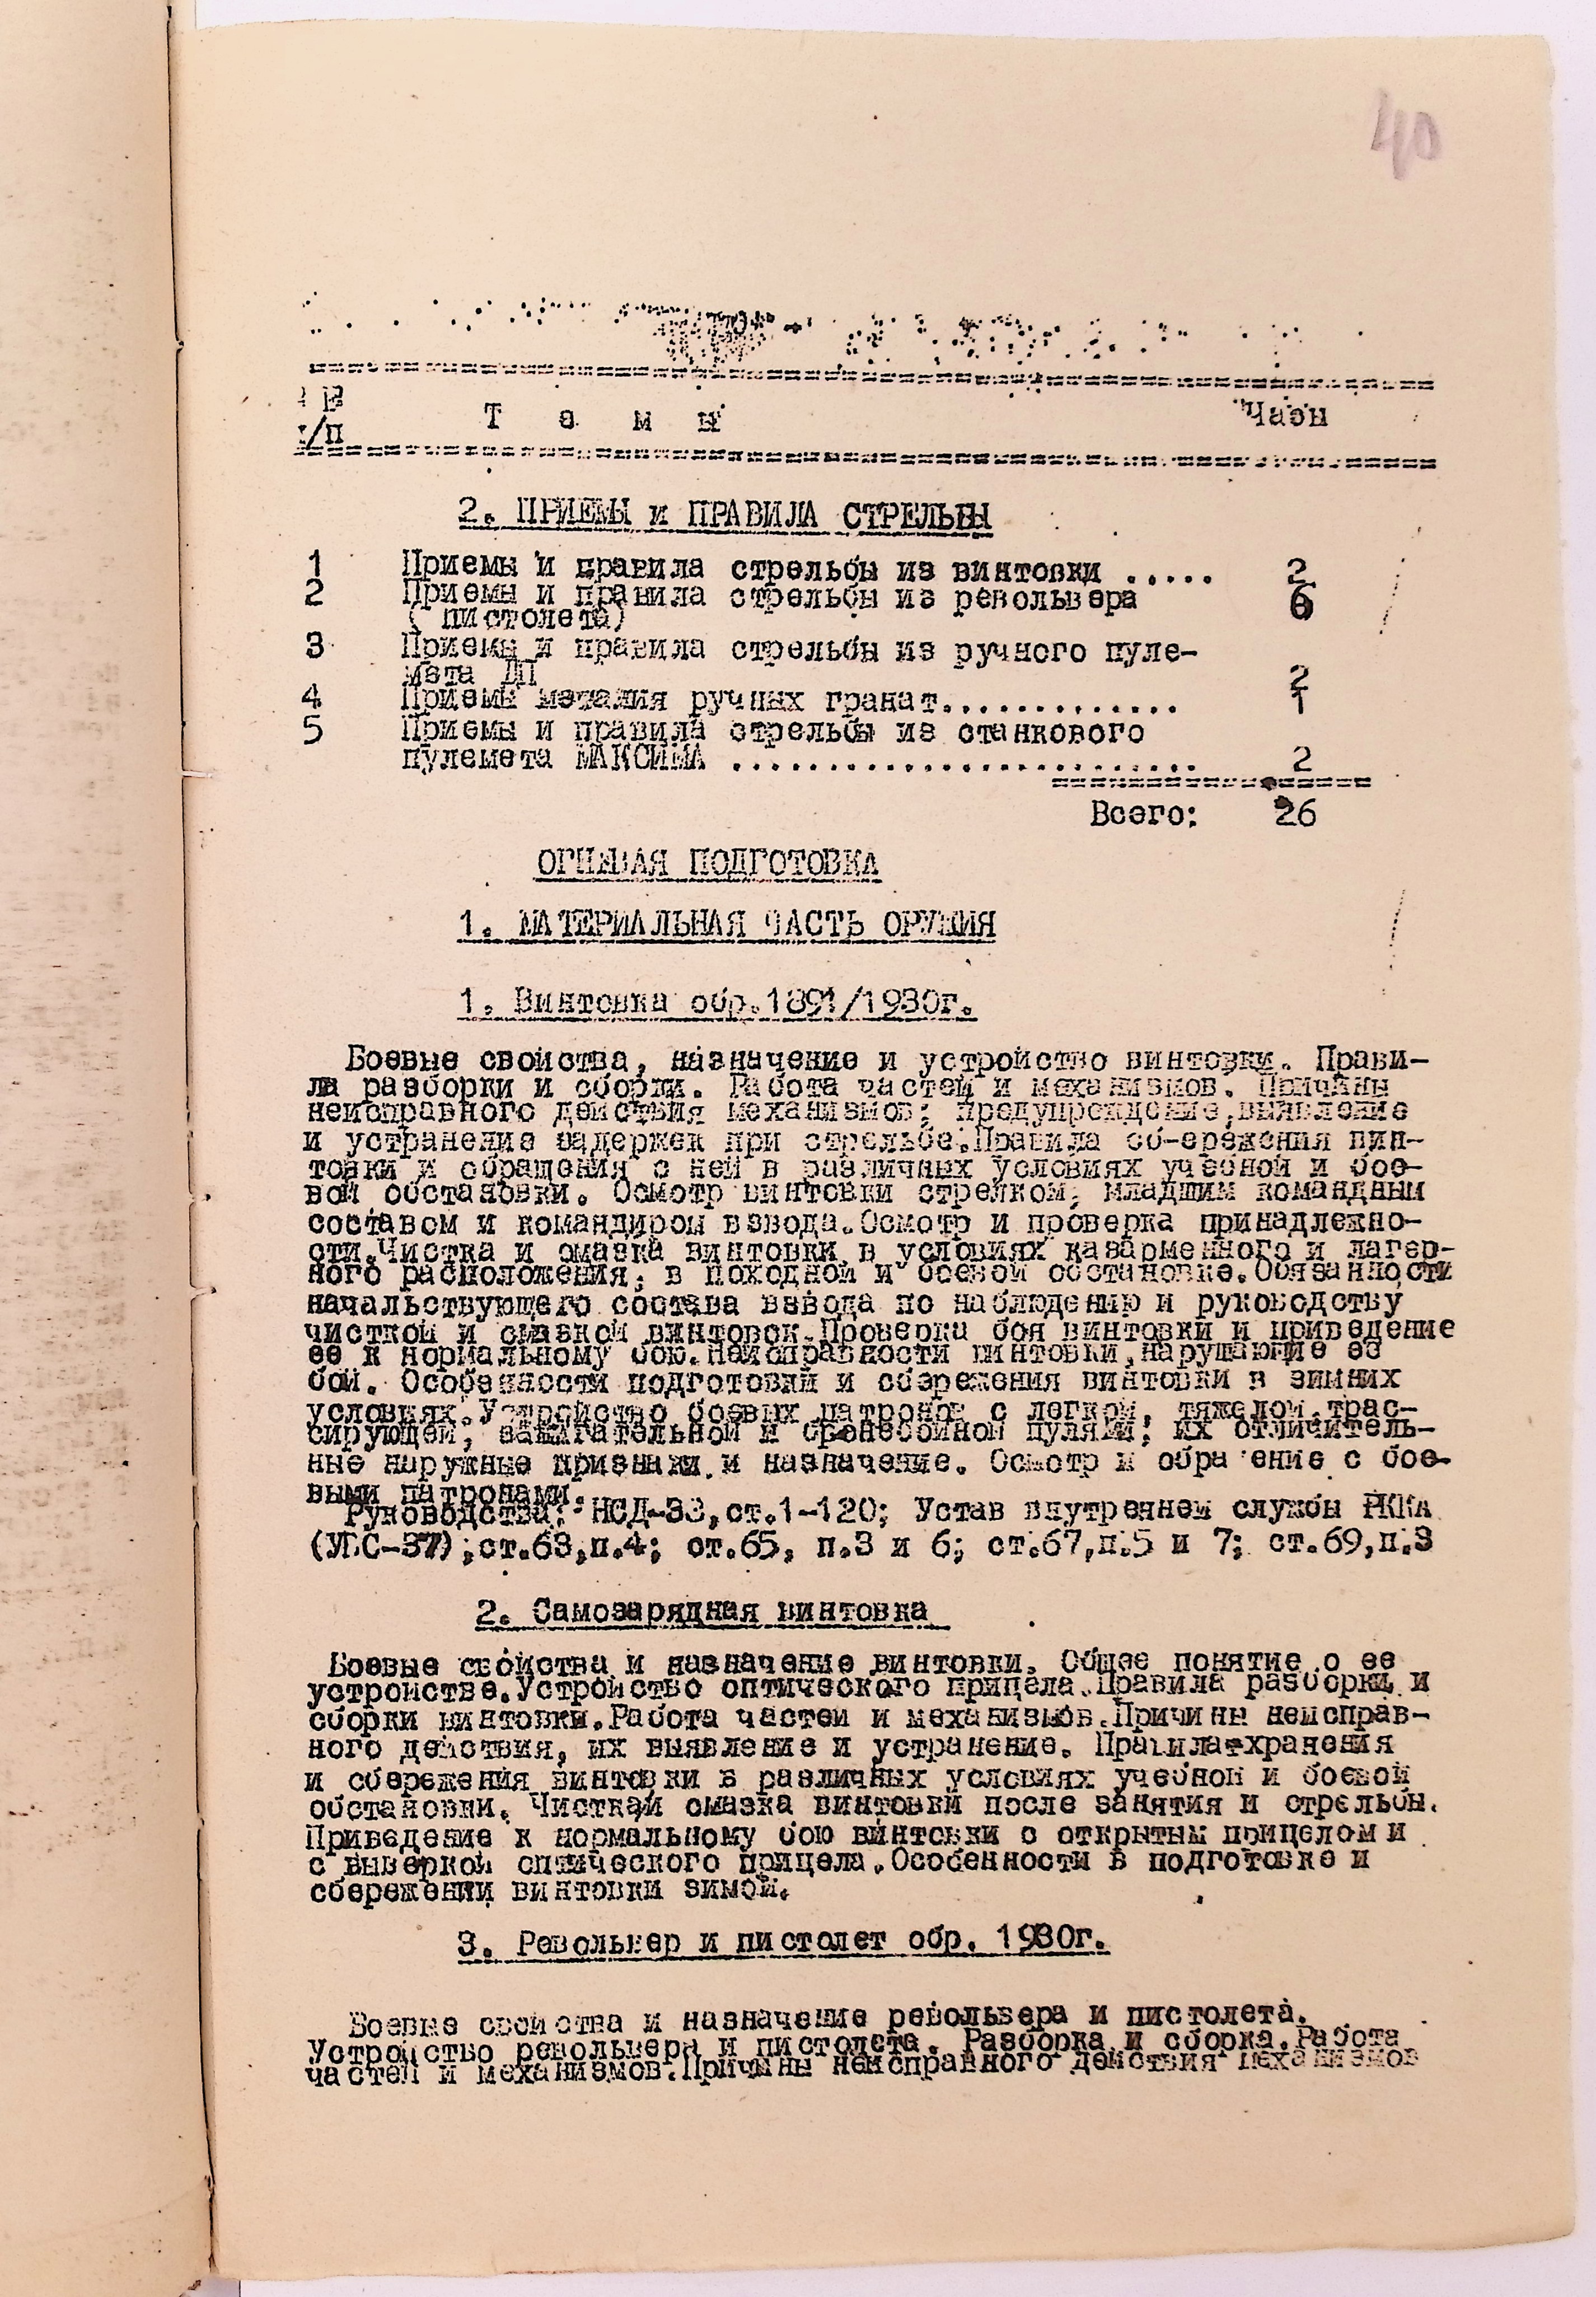 40
№
п/п
Т е м ы
Часы
2. ПРИЕМЫ и ПРАВИЛА СТРЕЛЬБЫ
1 Приемы и правила стрельбы из винтовки ..... 2
2 Приемы и правила стрельбы из револьвера 6
( пистолета)
3 Приемы и правила стрельбы из ручного пуле-
мета ДП 2
4 Приемы метания ручных гранат............. 1
5 Приемы и правила стрельбы из станкового
пулемета МАКСИМА ......................... 2
Всего: 26
ОГНЕВАЯ ПОДГОТОВКА
1. МАТЕРИАЛЬНАЯ ЧАСТЬ ОРУЖИЯ
1. Винтовка обр.1891/1930г.
Боевые свойства, назначение и устройство винтовки. Прави-
ла разборки и сборки. Работа частей и механизмов. Причины
неисправного действия механизмов; предупреждение,выявление
и устранение задержек при стрельбе.Правила сб-ережения вин-
товки и обращения с ней в различных условиях учебной и бое-
вой обстановки. Осмотр винтовки стрелком, младшим командным
составом и командиром взвода.Осмотр и проверка принадлежно-
сти.Чистка и смазка винтовки в условиях казарменного и лагер-
ного расположения, в походной и боевой обстановке.Обязанности
начальствующего состава взвода по наблюдению и руководству
чисткой и смазкой винтовок.Проверка боя винтовки и приведение
ее к нормальному бою.Неисправности винтовки,нарушающие ее
бой. Особенности подготовки и сбережения винтовки в зимних
условиях.Устройство боевых патронов с легкой, тяжелой,трас-
сирующей, зажигательной и бронебойной пулями; их отличитель-
ные наружные признаки и назначение. Осмотр и обра ение с бое-
выми патронами.
Руководства: НСД-38,ст.1-120; Устав внутренней службы РККА
(УВС-37),ст.63,п.4; ст.65, п.3 и 6; ст.67,п.5 и 7; ст.69,п.3
2. Самозарядная винтовка
Боевые свойства и назначение винтовки. Общее понятие о ее
устройстве.Устройство оптического прицела.Правила разборки и
сборки винтовки.Работа частей и механизмов.Причины неисправ-
ного действия, их выявление и устранение. Правила хранения
и сбережения винтовки в различных условиях учебной и боевой
обстановки. Чистка и смазка винтовки после занятия и стрельбы.
Приведение к нормальному бою винтовки с открытым прицелом и
с выверкой оптического прицела.Особенности в подготовке и
сбережении винтовки зимой.
3. Револьвер и пистолет обр. 1930г.
Боевые свойства и назначение револьвера и пистолета.
Устройство револьвера и пистолета. Разборка и сборка.Работа
частей и механизмов.Причины неисправного действия механизмов